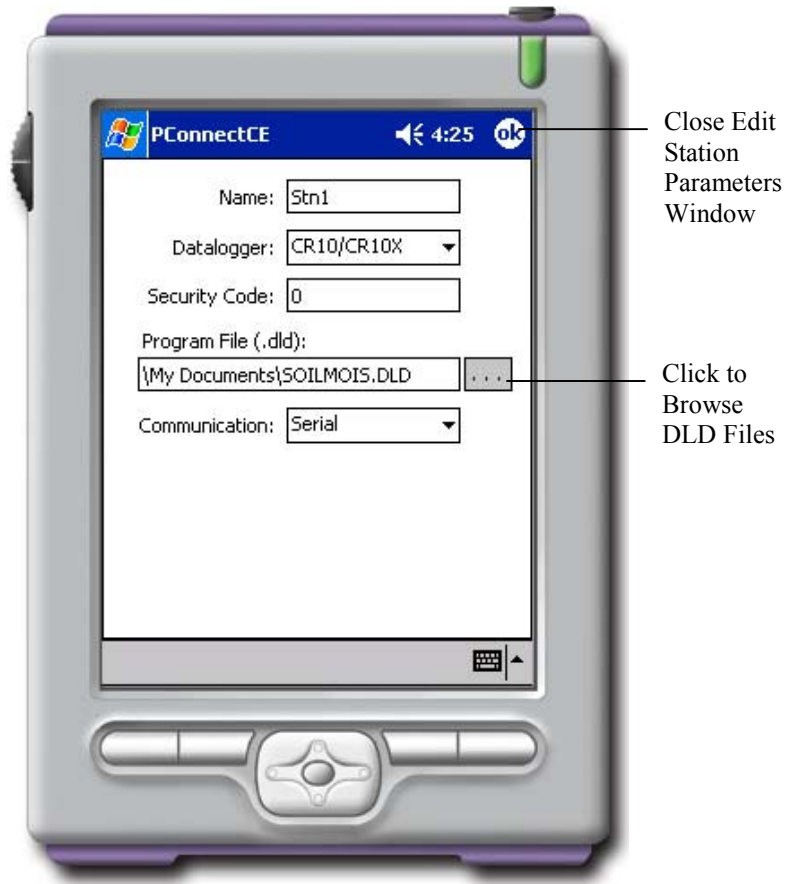 PConnectCE 4:25 ok
Name: Stn1
Datalogger: CR10/CR10X
Security Code: 0
Program File (.dld):
\My Documents\SOILMOIS.DLD ...
Communication: Serial
Close Edit
Station
Parameters
Window
Click to
Browse
DLD Files